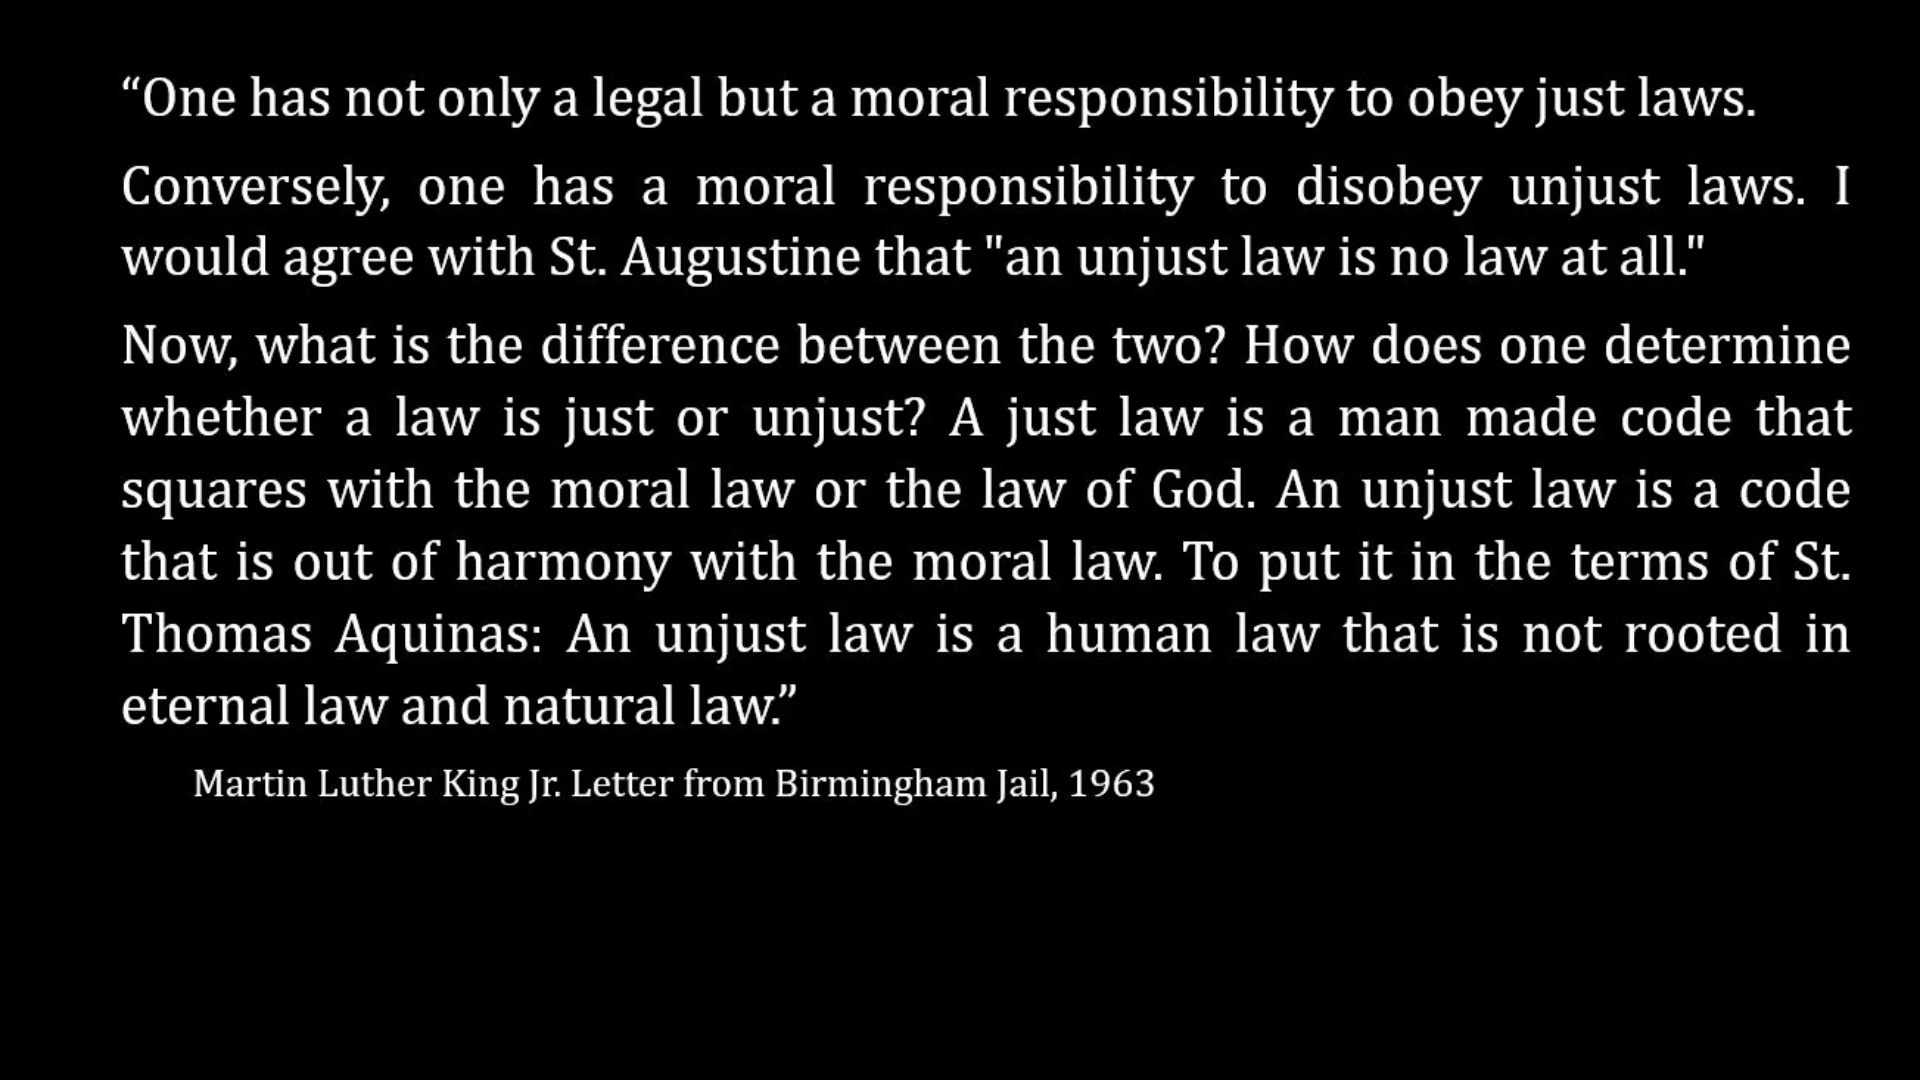 “One has not only a legal but a moral responsibility to obey just laws.
Conversely, one has a moral responsibility to disobey unjust laws. I
would agree with St. Augustine that "an unjust law is no law at all."
Now, what is the difference between the two? How does one determine
whether a law is just or unjust? A just law is a man made code that
squares with the moral law or the law of God. An unjust law is a code
that is out of harmony with the moral law. To put it in the terms of St.
Thomas Aquinas: An unjust law is a human law that is not rooted in
eternal law and natural law.”
Martin Luther King Jr. Letter from Birmingham Jail, 1963